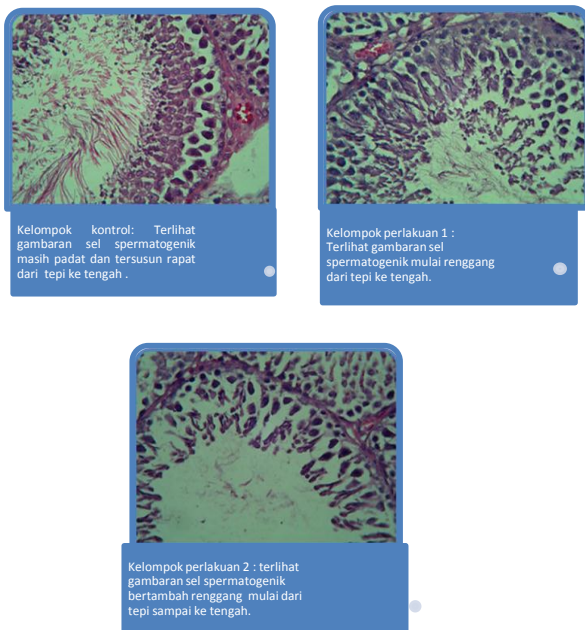 Kelompok kontrol: Terlihat
gambaran sel spermatogenik
masih padat dan tersusun rapat
dari tepi ke tengah .
Kelompok perlakuan 1 :
Terlihat gambaran sel
spermatogenik mulai renggang
dari tepi ke tengah.
Kelompok perlakuan 2 : terlihat
gambaran sel spermatogenik
bertambah renggang mulai dari
tepi sampai ke tengah.